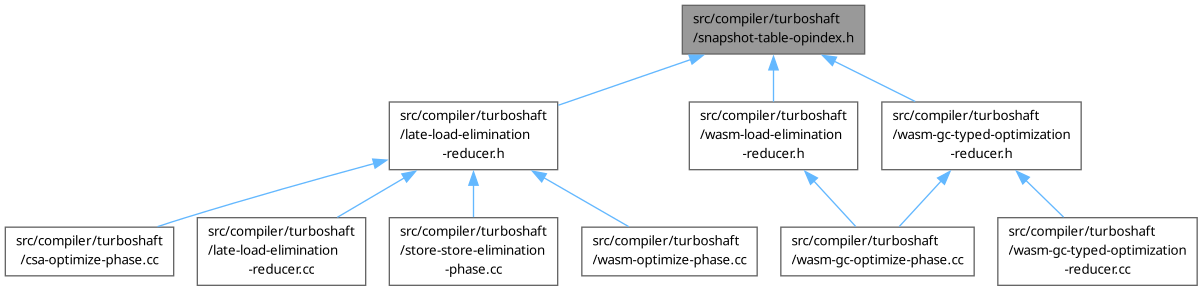 src/compiler/turboshaft
/snapshot-table-opindex.h
src/compiler/turboshaft
/late-load-elimination
-reducer.h
src/compiler/turboshaft
/wasm-load-elimination
-reducer.h
src/compiler/turboshaft
/wasm-gc-typed-optimization
-reducer.h
src/compiler/turboshaft
/csa-optimize-phase.cc
src/compiler/turboshaft
/late-load-elimination
-reducer.cc
src/compiler/turboshaft
/store-store-elimination
-phase.cc
src/compiler/turboshaft
/wasm-optimize-phase.cc
src/compiler/turboshaft
/wasm-gc-optimize-phase.cc
src/compiler/turboshaft
/wasm-gc-typed-optimization
-reducer.cc